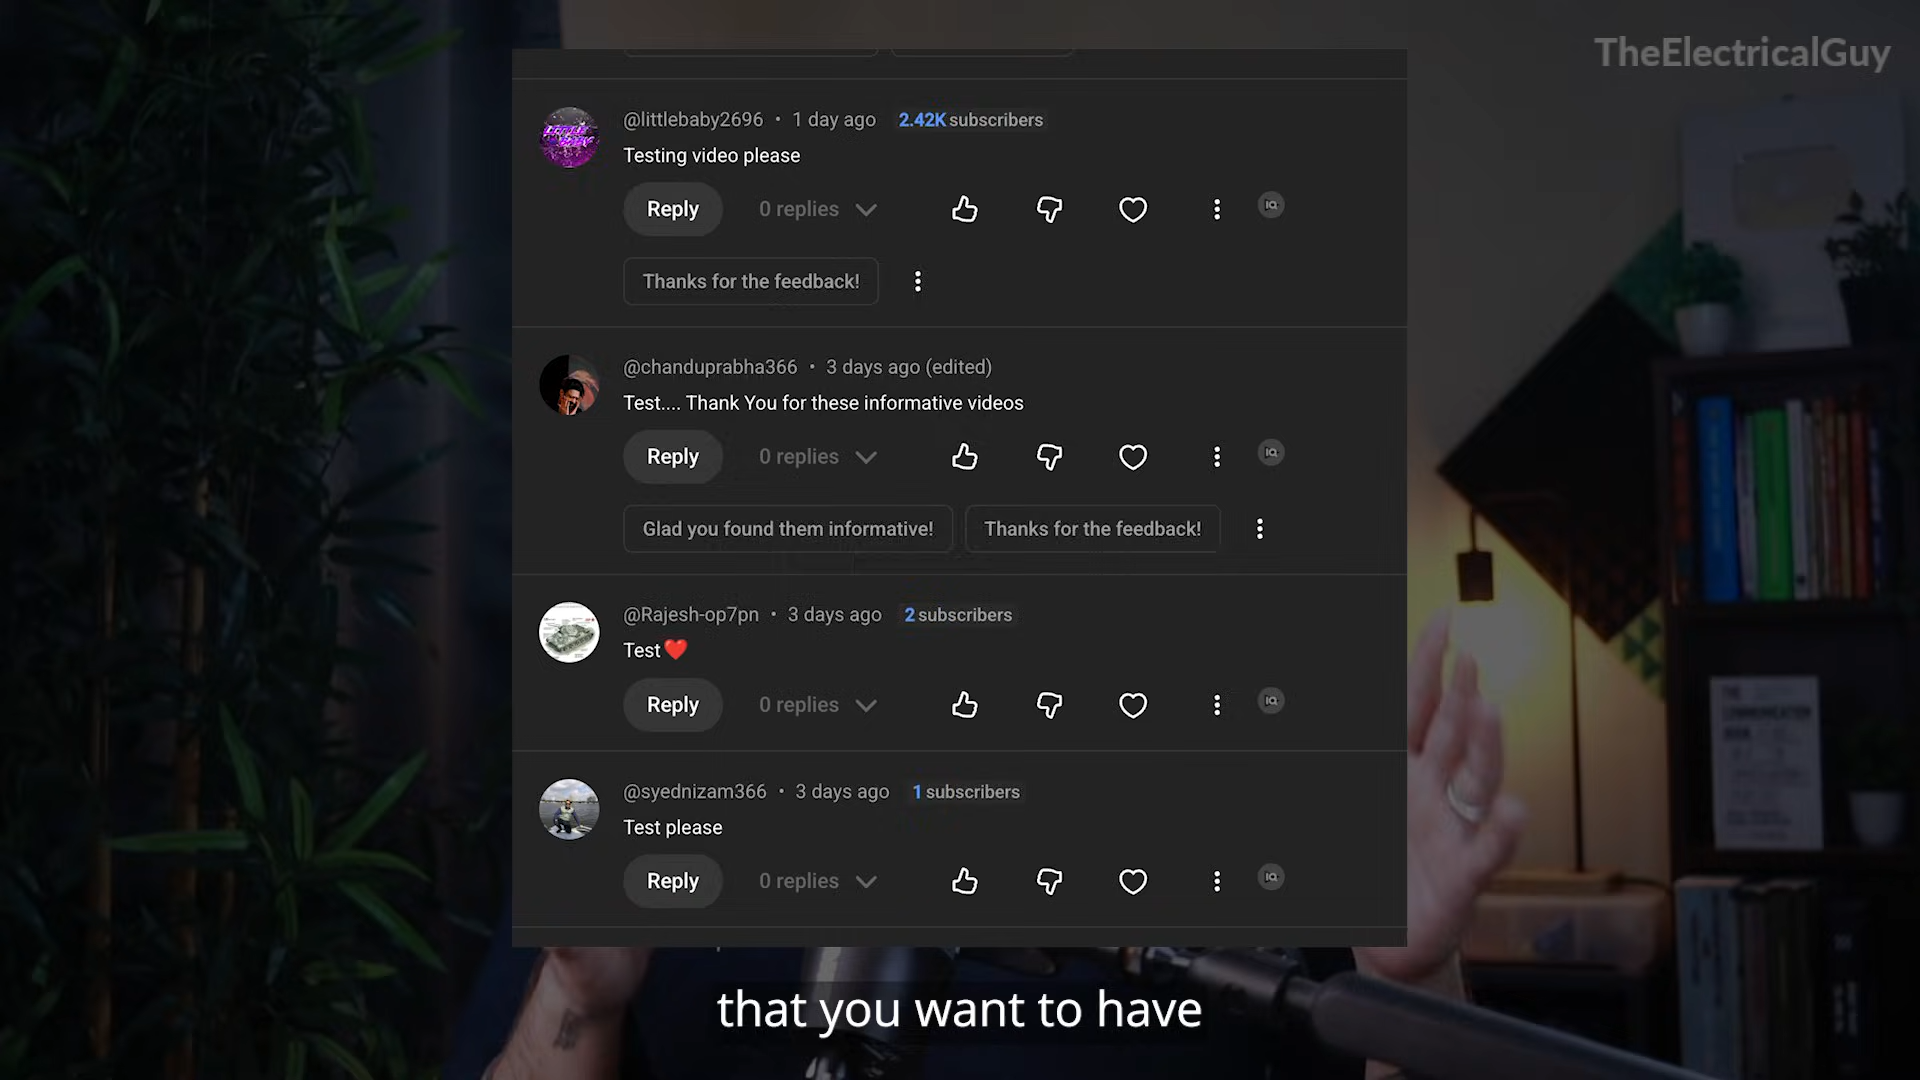 TheElectricalGuy
@littlebaby2696 • 1 day ago 2.42K subscribers
Testing video please
Reply 0 replies
Thanks for the feedback!
@chanduprabha366 • 3 days ago (edited)
Test.... Thank You for these informative videos
Reply 0 replies
Glad you found them informative! Thanks for the feedback!
@Rajesh-op7pn • 3 days ago 2 subscribers
Test❤️
Reply 0 replies
@syednizam366 • 3 days ago 1 subscribers
Test please
Reply 0 replies
that you want to have